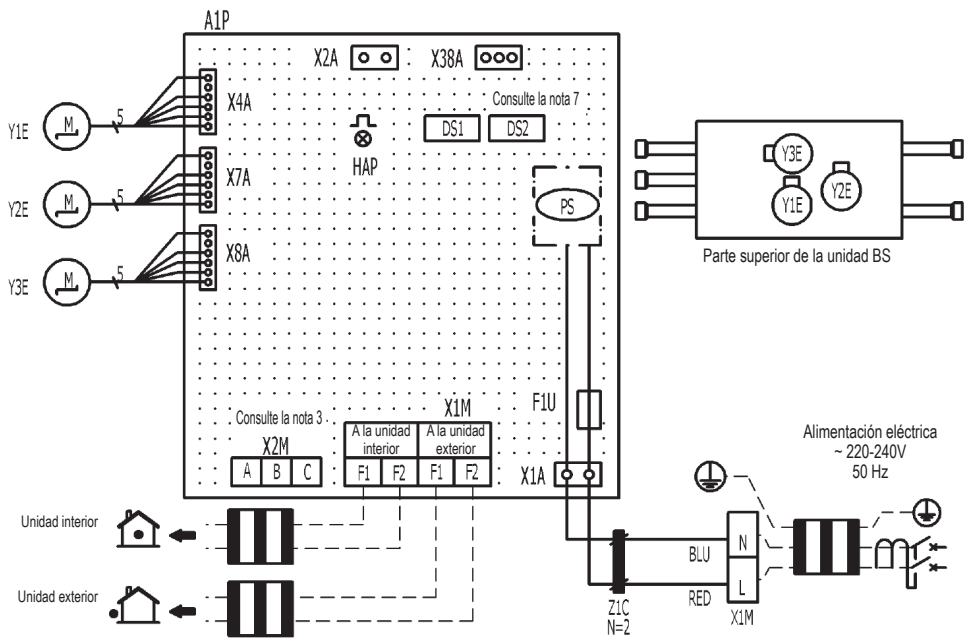 A1P
X2A
X38A
Consulte la nota 7
X4A
DS1
DS2
HAP
Y1E
M
5
X7A
PS
Y2E
M
5
X8A
Y3E
M
5
Y3E
Y1E
Y2E
Parte superior de la unidad BS
F1U
Consulte la nota 3
X2M
A
B
C
X1M
A la unidad
interior
A la unidad
exterior
F1
F2
F1
F2
X1A
Alimentación eléctrica
~ 220-240V
50 Hz
Unidad interior
Unidad exterior
BLU
RED
N
L
X1M
Z1C
N=2